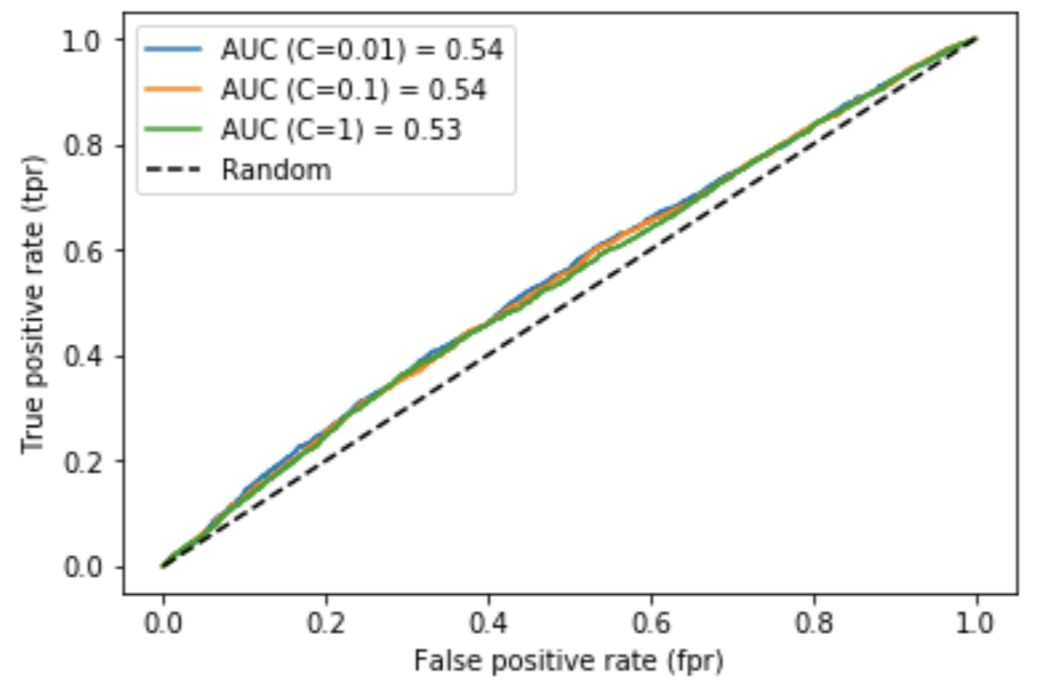 AUC (C=0.01) = 0.54
AUC (C=0.1) = 0.54
AUC (C=1) = 0.53
Random
True positive rate (tpr)
1.0
0.8
0.6
0.4
0.2
0.0
0.0 0.2 0.4 0.6 0.8 1.0
False positive rate (fpr)